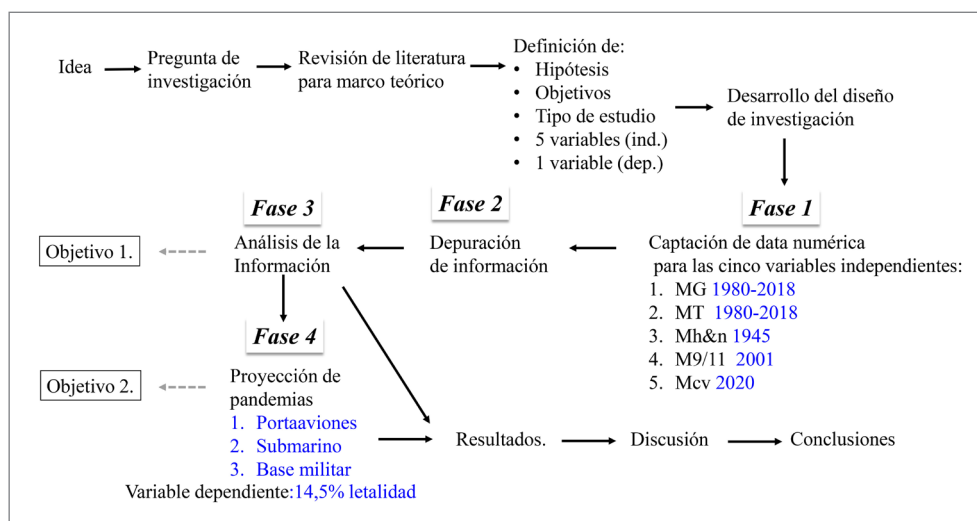 Idea
Pregunta de
investigación
Revisión de literatura
para marco teórico
Definición de:
• Hipótesis
• Objetivos
• Tipo de estudio
• 5 variables (ind.)
• 1 variable (dep.)
Desarrollo del diseño
de investigación
Fase 1
Captación de data numérica
para las cinco variables independientes:
1. MG 1980-2018
2. MT 1980-2018
3. Mh&n 1945
4. M9/11 2001
5. Mcv 2020
Fase 2
Depuración
de información
Fase 3
Análisis de la
Información
Objetivo 1.
Fase 4
Proyección de
pandemias
1. Portaaviones
2. Submarino
3. Base militar
Variable dependiente:14,5% letalidad
Objetivo 2.
Resultados.
Discusión
Conclusiones